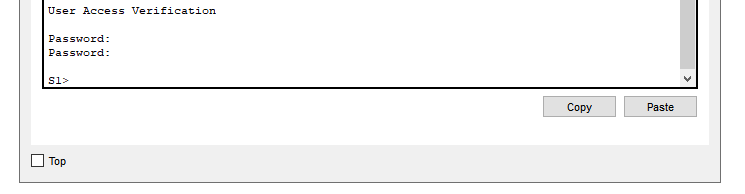 User Access Verification
Password:
Password:
S1>
Copy
Paste
Top